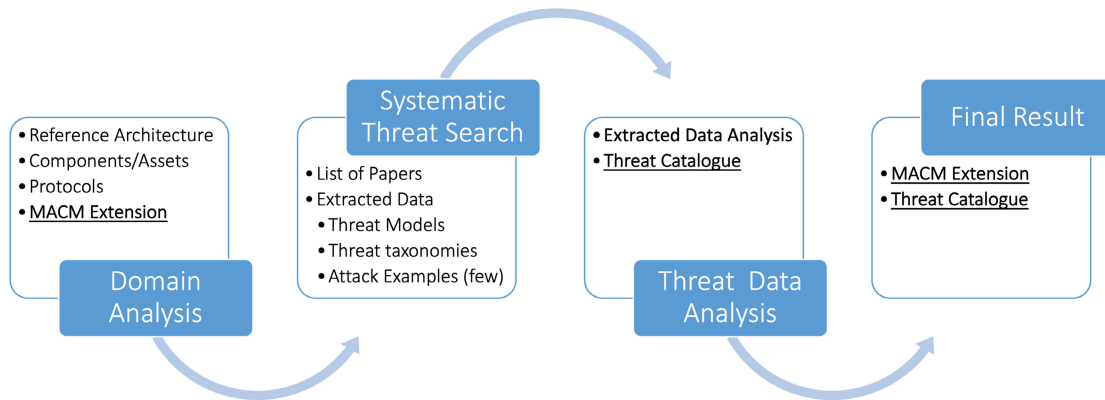 • Reference Architecture
• Components/Assets
• Protocols
• MACM Extension
Domain
Analysis
Systematic
Threat Search
• List of Papers
• Extracted Data
• Threat Models
• Threat taxonomies
• Attack Examples (few)
• Extracted Data Analysis
• Threat Catalogue
Threat Data
Analysis
Final Result
• MACM Extension
• Threat Catalogue